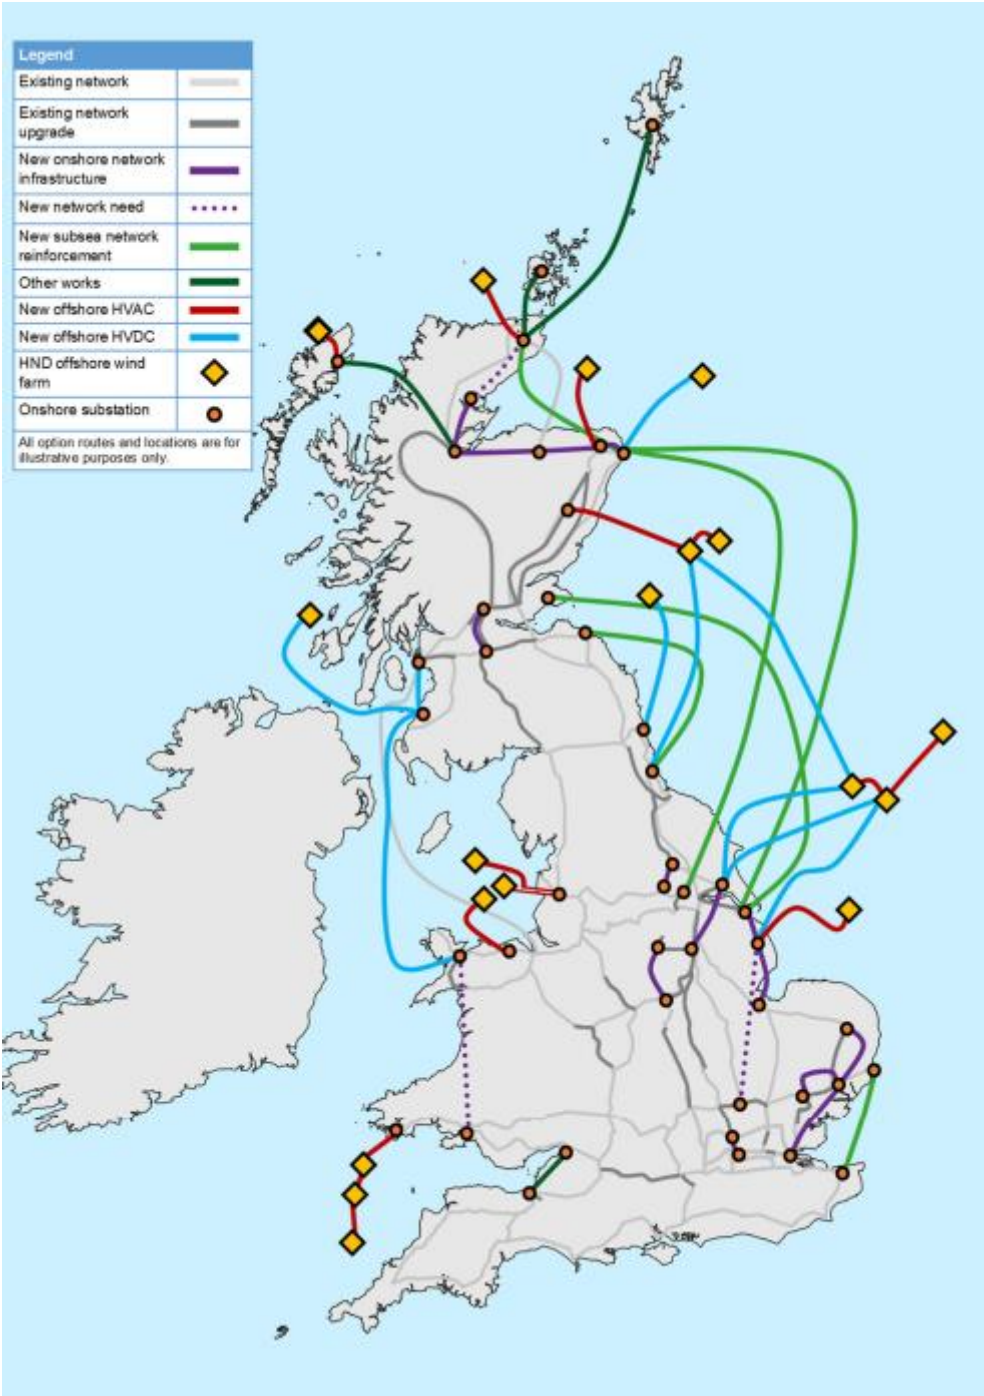 Legend
Existing network
Existing network
upgrade
New onshore network
infrastructure
New network need
New subsea network
reinforcement
Other works
New offshore HVAC
New offshore HVDC
HND offshore wind
farm
Onshore substation
All option routes and locations are for
illustrative purposes only.